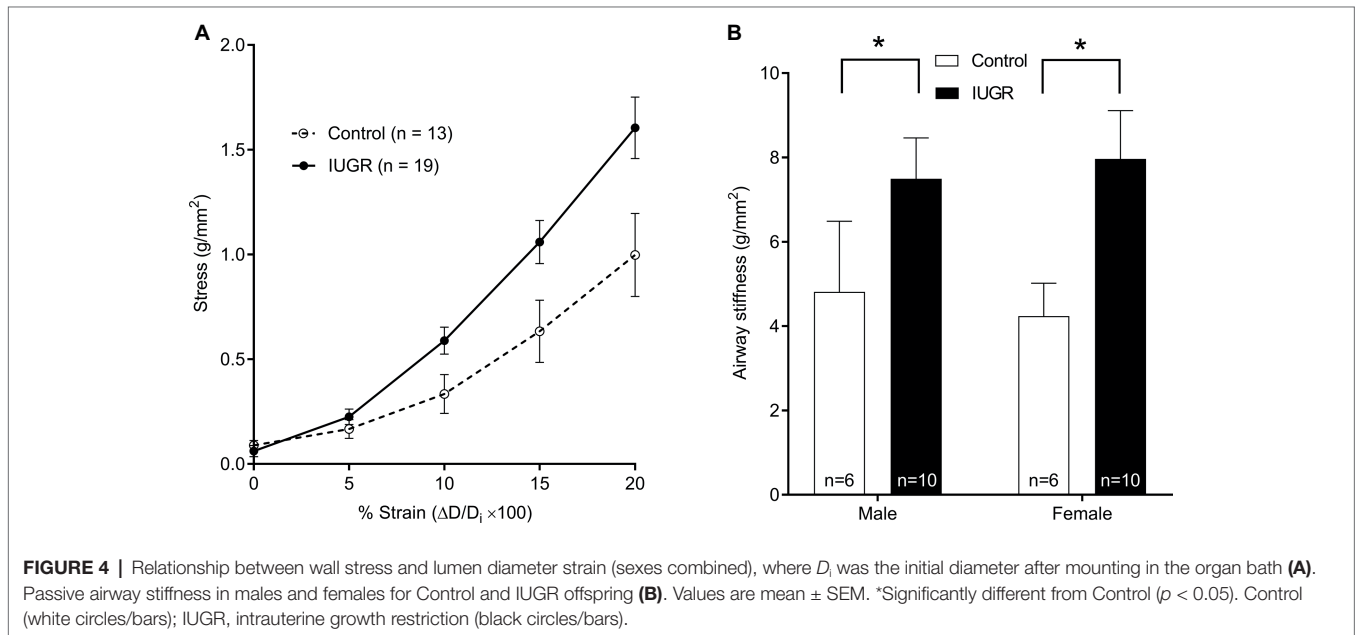 A
2.0
1.5
1.0
0.5
0.0
Stress (g/mm²)
Control (n = 13)
IUGR (n = 19)
0 5 10 15 20
% Strain (ΔD/Dᵢ ×100)
B
* *
Control
IUGR
10
8
6
4
2
0
Airway stiffness (g/mm²)
n=6 n=10 n=6 n=10
Male Female
FIGURE 4 | Relationship between wall stress and lumen diameter strain (sexes combined), where Dᵢ was the initial diameter after mounting in the organ bath (A).
Passive airway stiffness in males and females for Control and IUGR offspring (B). Values are mean ± SEM. *Significantly different from Control (p < 0.05). Control
(white circles/bars); IUGR, intrauterine growth restriction (black circles/bars).